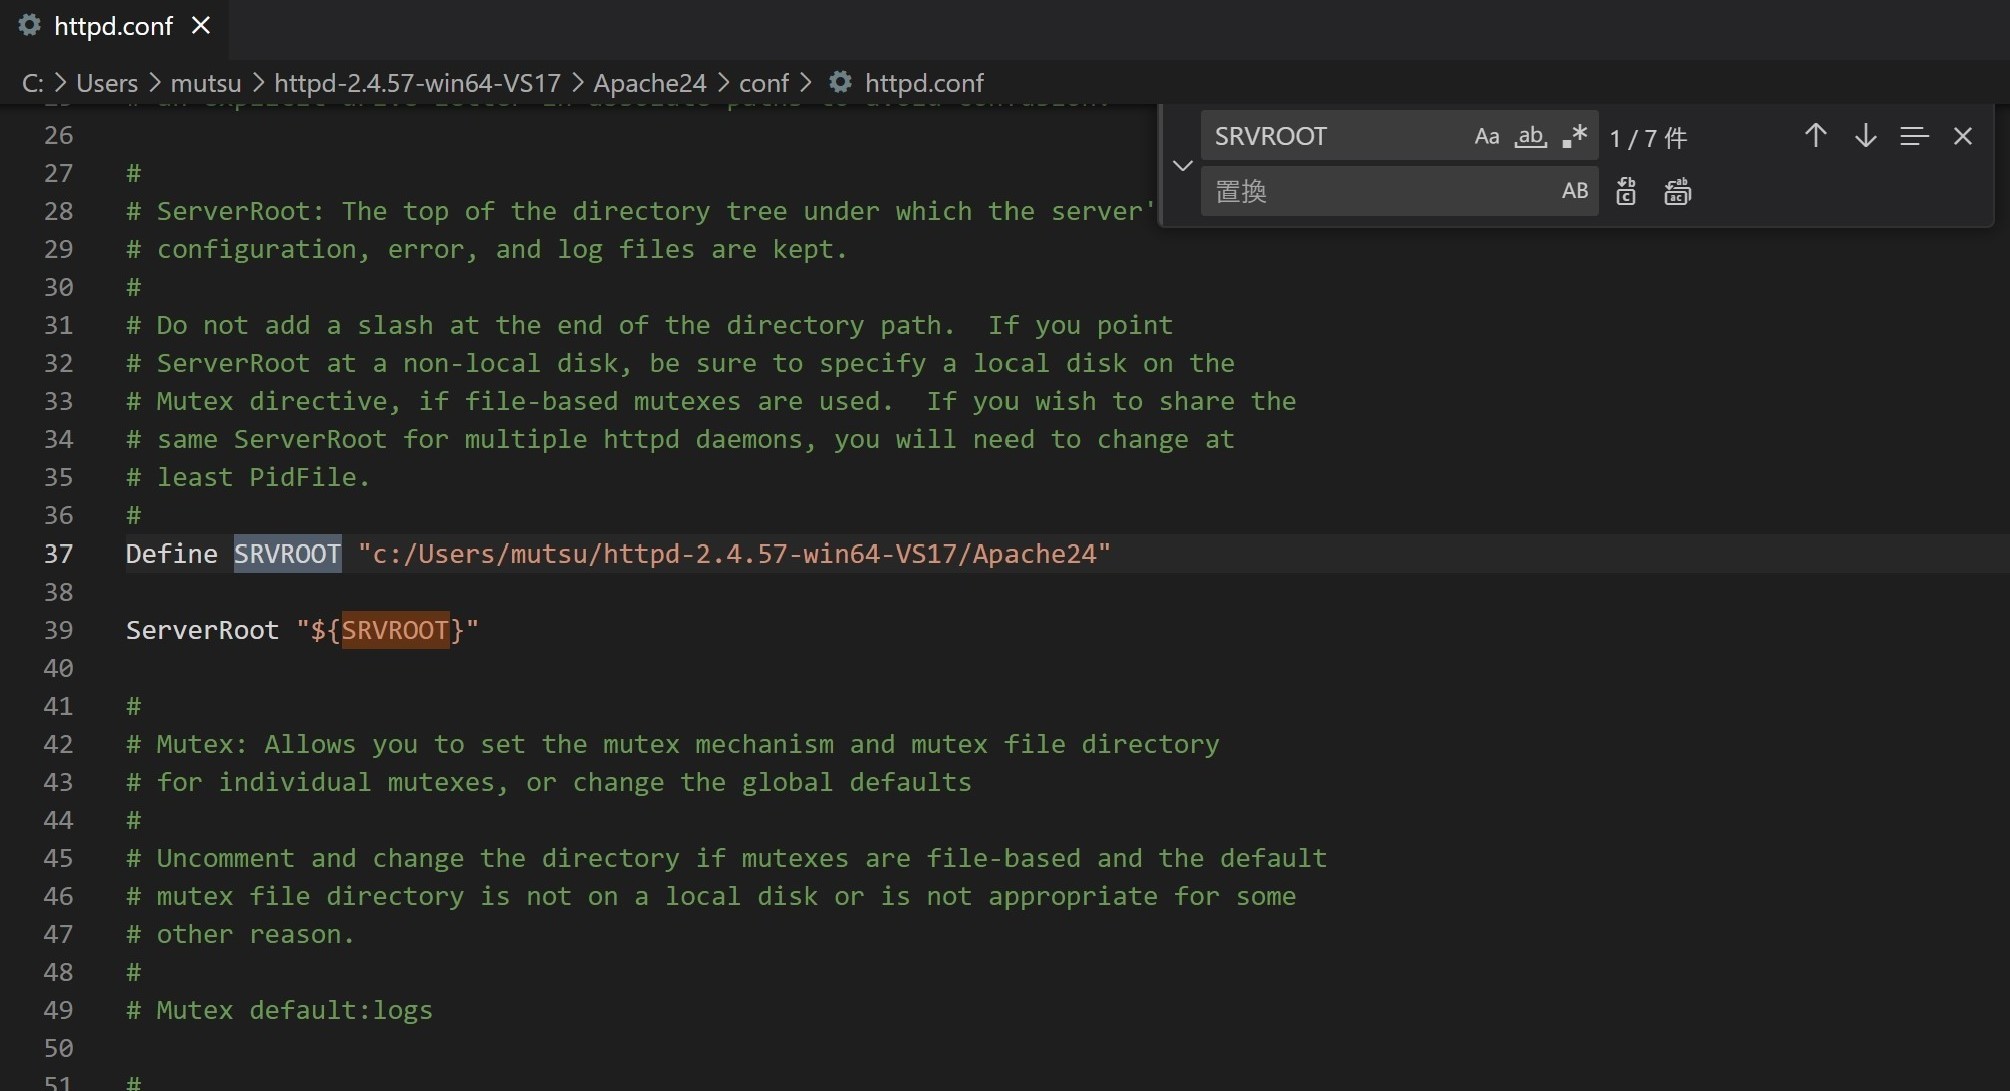 httpd.conf
C: > Users > mutsu > httpd-2.4.57-win64-VS17 > Apache24 > conf > httpd.conf
SRVROOT Aa ab .* 1 / 7 件
置換 AB
26
27 #
28 # ServerRoot: The top of the directory tree under which the server'
29 # configuration, error, and log files are kept.
30 #
31 # Do not add a slash at the end of the directory path.  If you point
32 # ServerRoot at a non-local disk, be sure to specify a local disk on the
33 # Mutex directive, if file-based mutexes are used.  If you wish to share the
34 # same ServerRoot for multiple httpd daemons, you will need to change at
35 # least PidFile.
36 #
37 Define SRVROOT "c:/Users/mutsu/httpd-2.4.57-win64-VS17/Apache24"
38
39 ServerRoot "${SRVROOT}"
40
41 #
42 # Mutex: Allows you to set the mutex mechanism and mutex file directory
43 # for individual mutexes, or change the global defaults
44 #
45 # Uncomment and change the directory if mutexes are file-based and the default
46 # mutex file directory is not on a local disk or is not appropriate for some
47 # other reason.
48 #
49 # Mutex default:logs
50
51 #